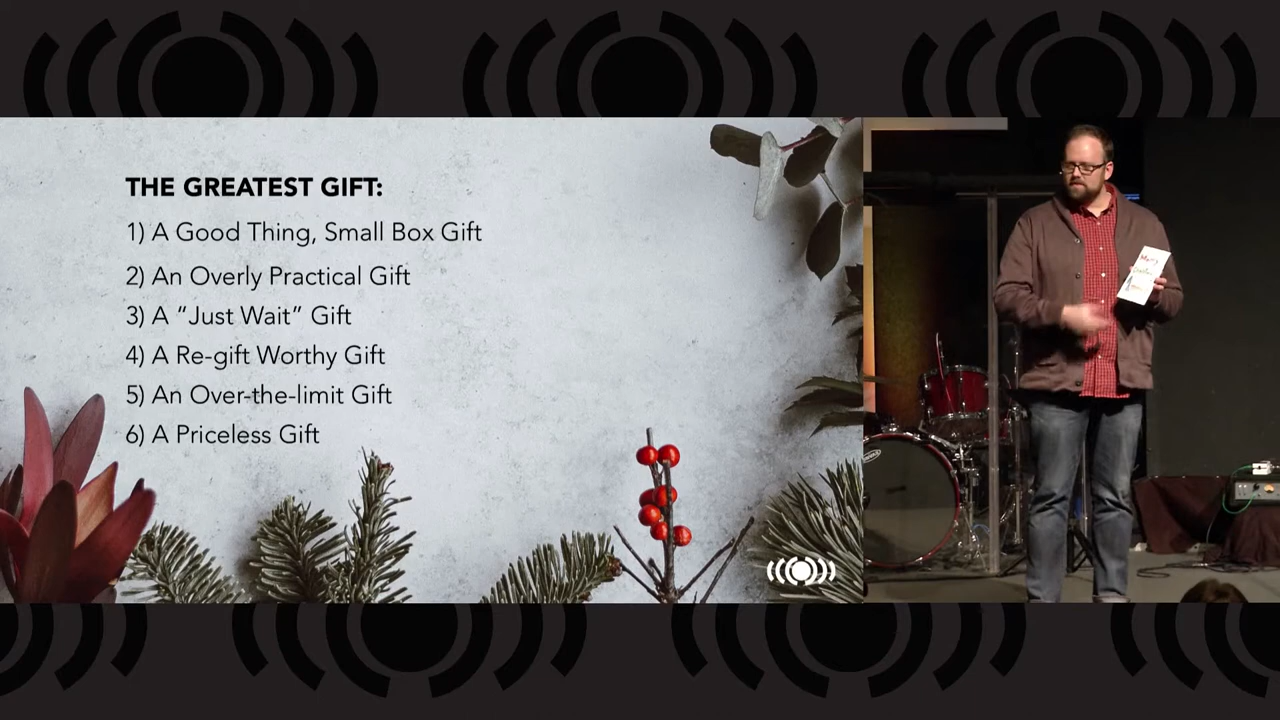 THE GREATEST GIFT:
1) A Good Thing, Small Box Gift
2) An Overly Practical Gift
3) A “Just Wait” Gift
4) A Re-gift Worthy Gift
5) An Over-the-limit Gift
6) A Priceless Gift
Merry